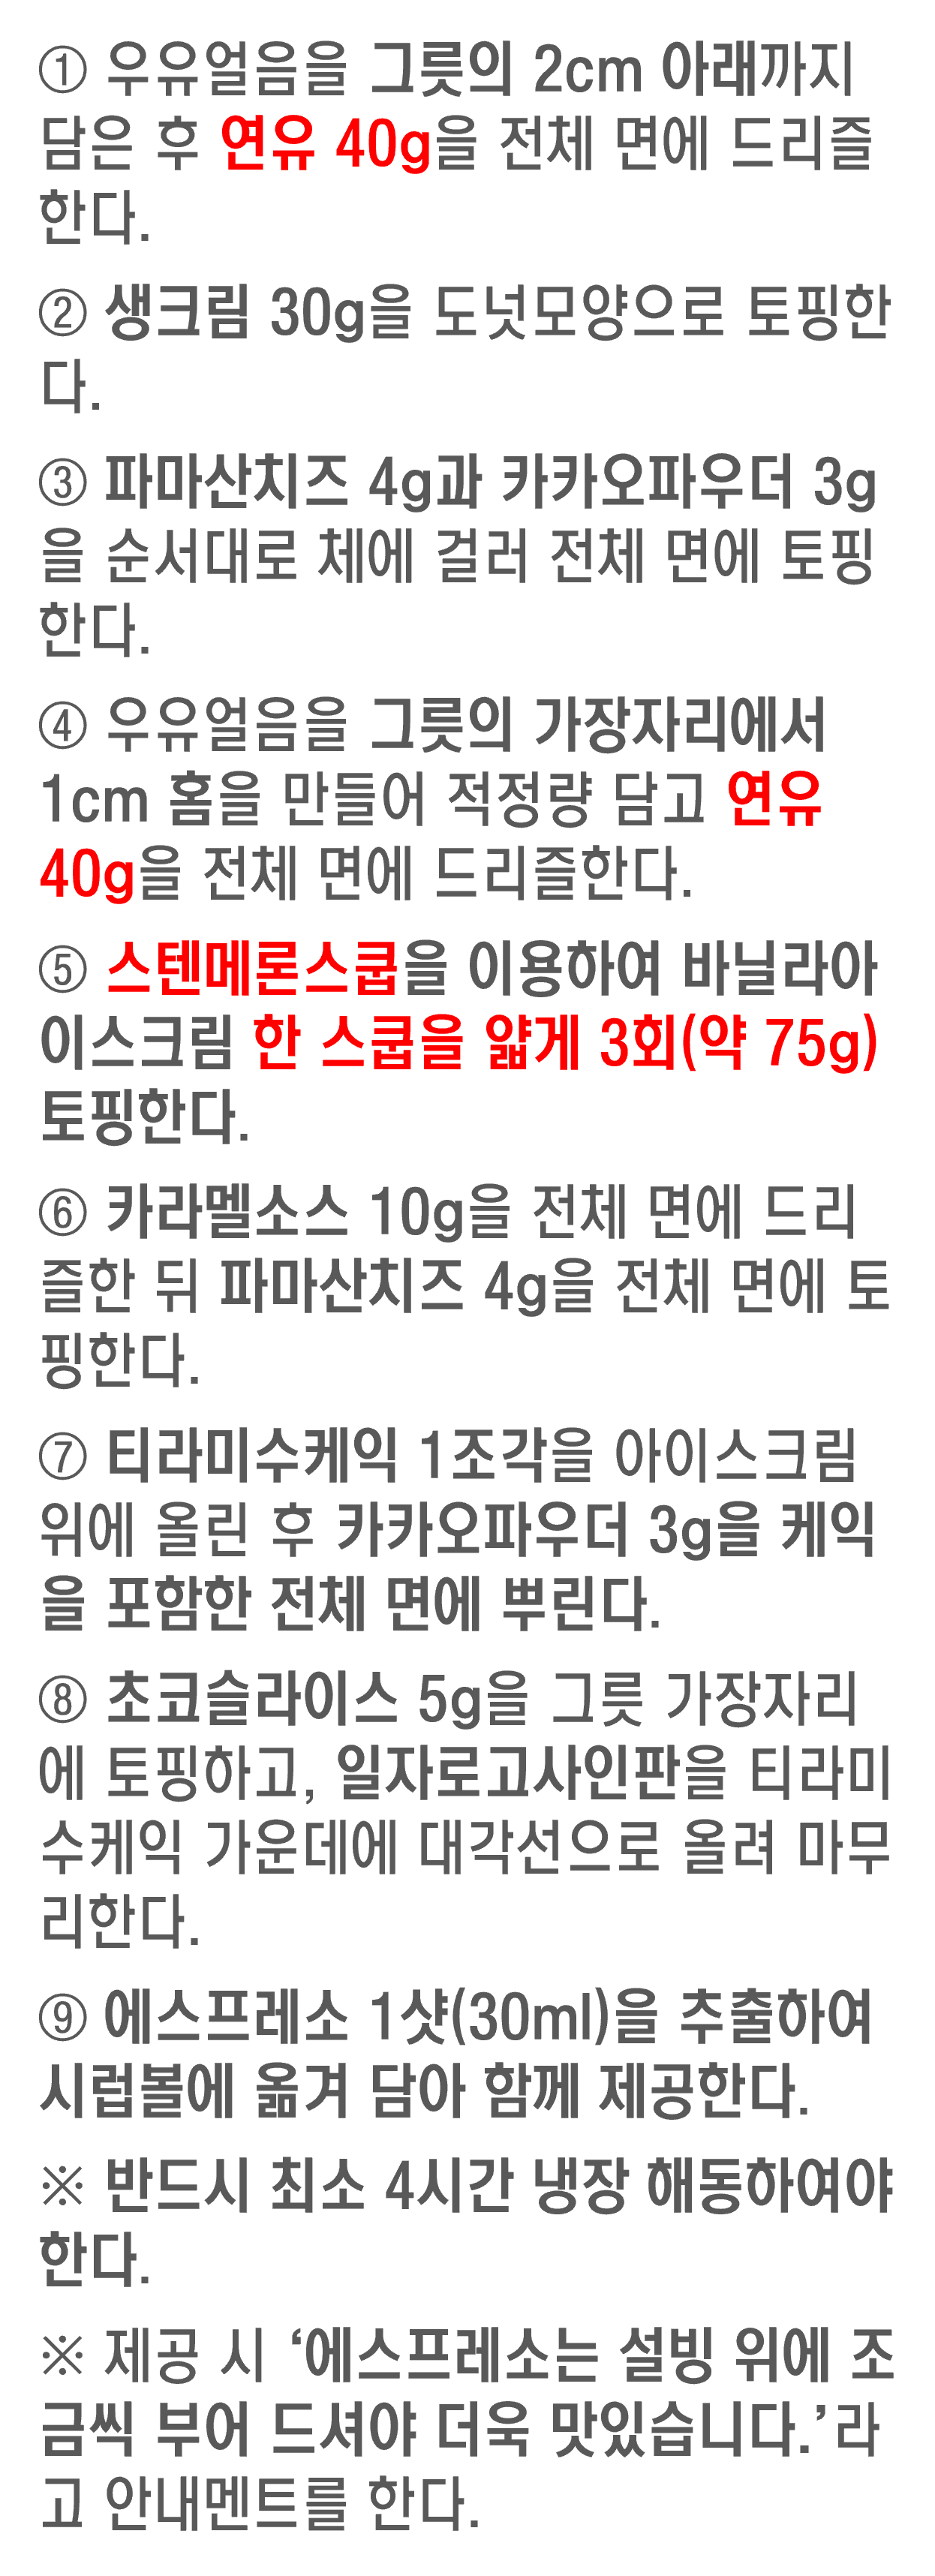 ① 우유얼음을 그릇의 2cm 아래까지
담은 후 연유 40g을 전체 면에 드리즐
한다.
② 생크림 30g을 도넛모양으로 토핑한
다.
③ 파마산치즈 4g과 카카오파우더 3g
을 순서대로 체에 걸러 전체 면에 토핑
한다.
④ 우유얼음을 그릇의 가장자리에서
1cm 홈을 만들어 적정량 담고 연유
40g을 전체 면에 드리즐한다.
⑤ 스텐메론스쿱을 이용하여 바닐라아
이스크림 한 스쿱을 얇게 3회(약 75g)
토핑한다.
⑥ 카라멜소스 10g을 전체 면에 드리
즐한 뒤 파마산치즈 4g을 전체 면에 토
핑한다.
⑦ 티라미수케익 1조각을 아이스크림
위에 올린 후 카카오파우더 3g을 케익
을 포함한 전체 면에 뿌린다.
⑧ 초코슬라이스 5g을 그릇 가장자리
에 토핑하고, 일자로고사인판을 티라미
수케익 가운데에 대각선으로 올려 마무
리한다.
⑨ 에스프레소 1샷(30ml)을 추출하여
시럽볼에 옮겨 담아 함께 제공한다.
※ 반드시 최소 4시간 냉장 해동하여야
한다.
※ 제공 시 ‘에스프레소는 설빙 위에 조
금씩 부어 드셔야 더욱 맛있습니다.’라
고 안내멘트를 한다.